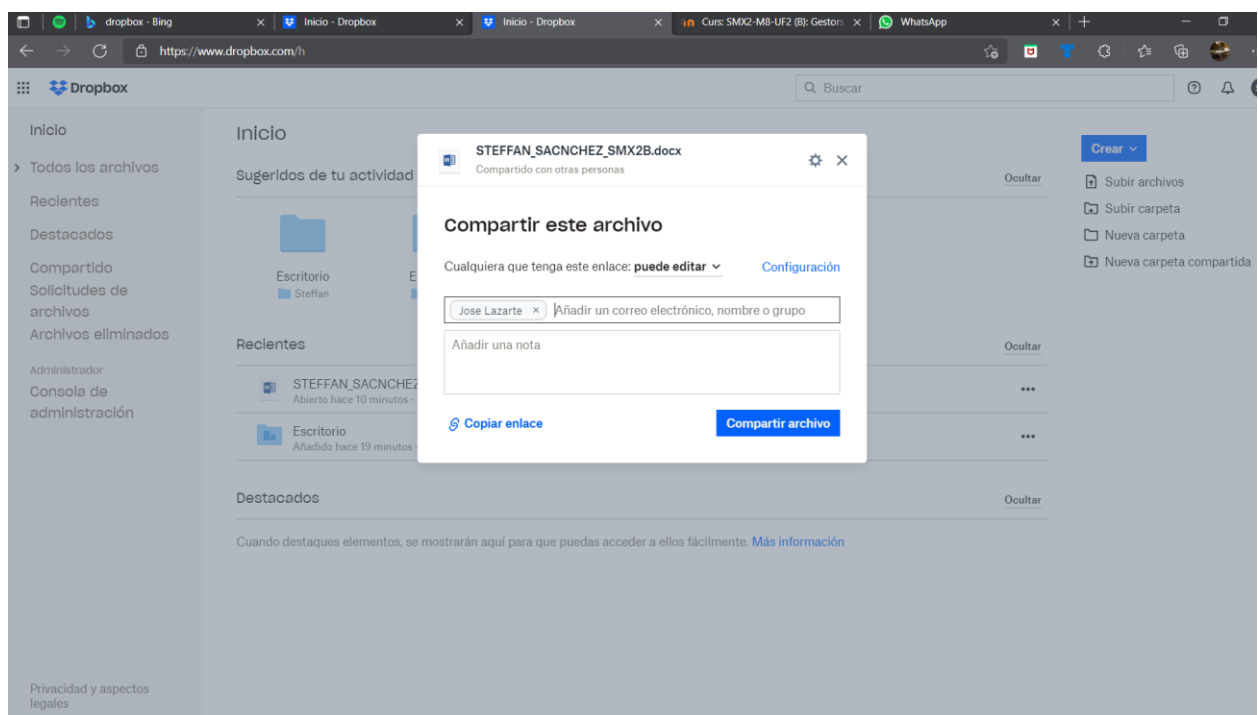 dropbox - Bing
Inicio - Dropbox
Inicio - Dropbox
Curs: SMX2-M8-UF2 (B): Gestors
WhatsApp
https://www.dropbox.com/h
Dropbox
Buscar
Inicio
Todos los archivos
Recientes
Destacados
Compartido
Solicitudes de
archivos
Archivos eliminados
Administrador
Consola de
administración
Privacidad y aspectos
legales
Inicio
Sugeridos de tu actividad
Ocultar
Escritorio
Steffan
E
Recientes
Ocultar
STEFFAN_SACNCHEZ
Abierto hace 10 minutos ·
Escritorio
Añadido hace 19 minutos ·
Destacados
Ocultar
Cuando destaques elementos, se mostrarán aquí para que puedas acceder a ellos fácilmente. Más información
STEFFAN_SACNCHEZ_SMX2B.docx
Compartido con otras personas
Compartir este archivo
Cualquiera que tenga este enlace: puede editar
Configuración
Jose Lazarte × Añadir un correo electrónico, nombre o grupo
Añadir una nota
Copiar enlace
Compartir archivo
Crear
Subir archivos
Subir carpeta
Nueva carpeta
Nueva carpeta compartida